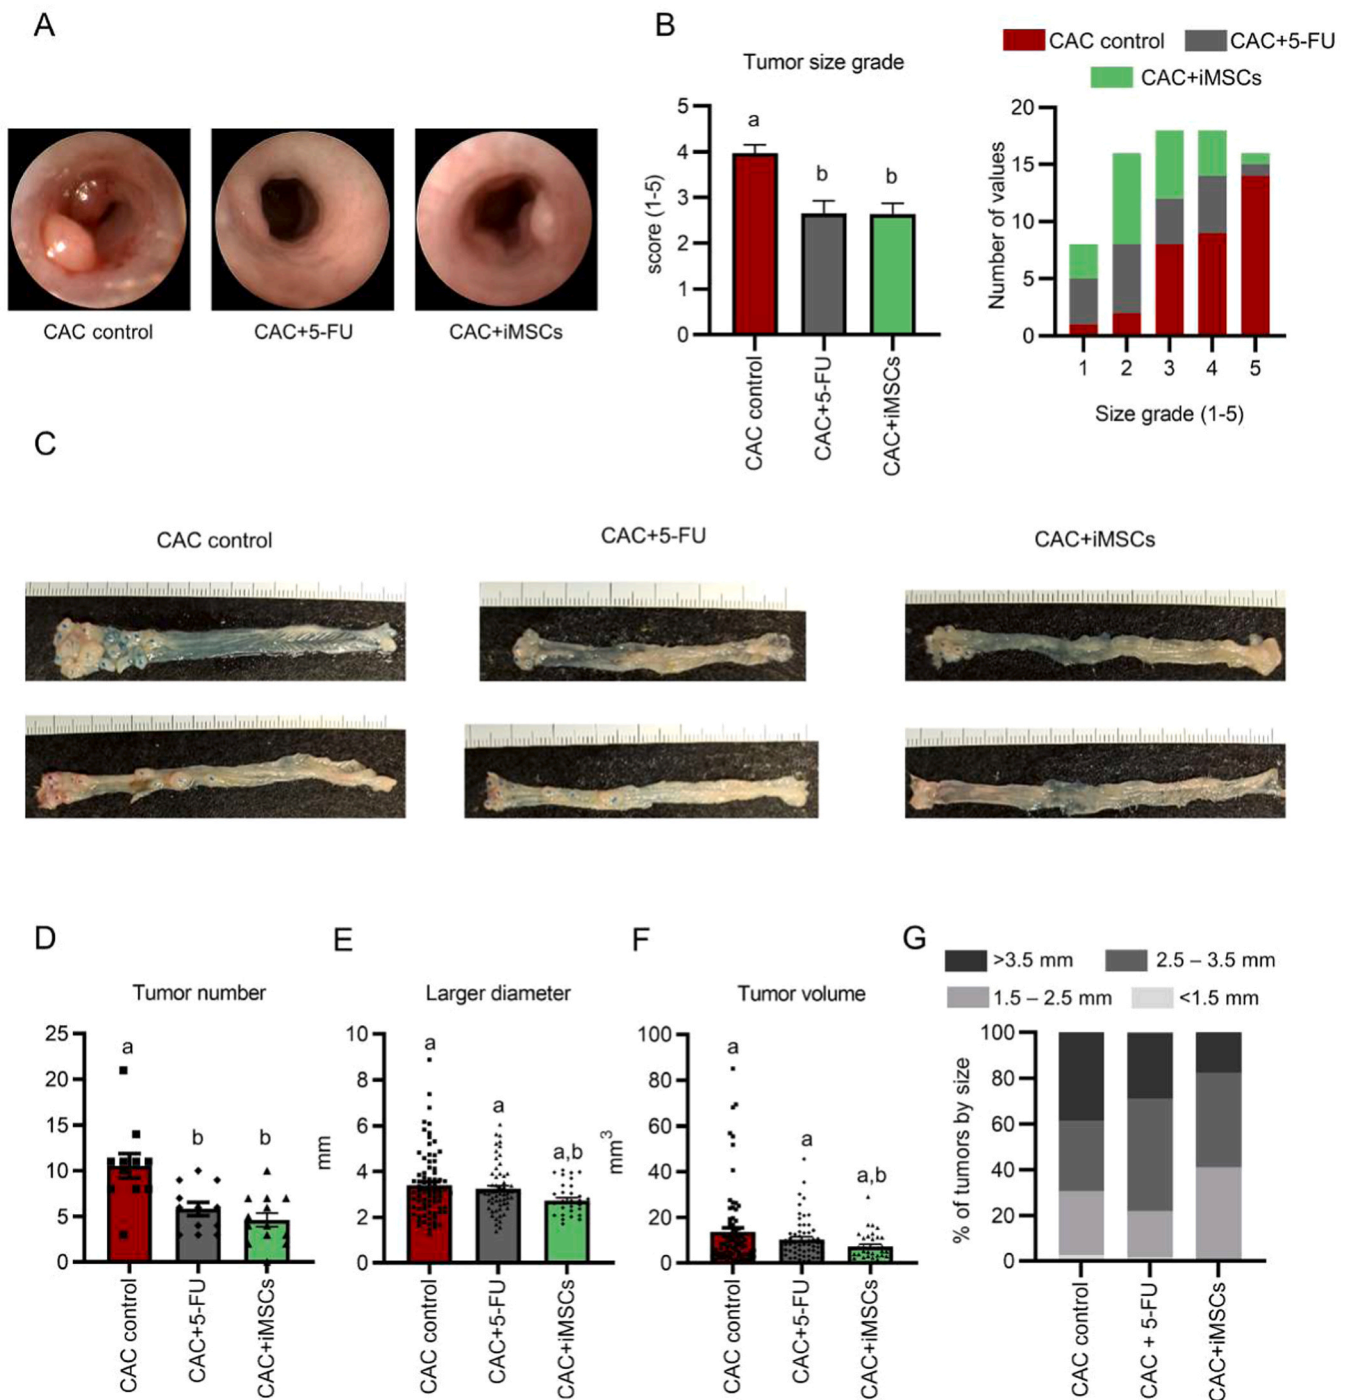 A
CAC control
CAC+5-FU
CAC+iMSCs
B
Tumor size grade
score (1-5)
5
4
3
2
1
0
a
b
b
CAC control
CAC+5-FU
CAC+iMSCs
CAC control
CAC+5-FU
CAC+iMSCs
Number of values
20
15
10
5
0
1 2 3 4 5
Size grade (1-5)
C
CAC control
CAC+5-FU
CAC+iMSCs
D
Tumor number
25
20
15
10
5
0
a
b
b
CAC control
CAC+5-FU
CAC+iMSCs
E
Larger diameter
mm
10
8
6
4
2
0
a
a
a,b
CAC control
CAC+5-FU
CAC+iMSCs
F
Tumor volume
mm³
100
80
60
40
20
0
a
a
a,b
CAC control
CAC+5-FU
CAC+iMSCs
G
>3.5 mm
2.5 – 3.5 mm
1.5 – 2.5 mm
<1.5 mm
% of tumors by size
100
80
60
40
20
0
CAC control
CAC + 5-FU
CAC+iMSCs